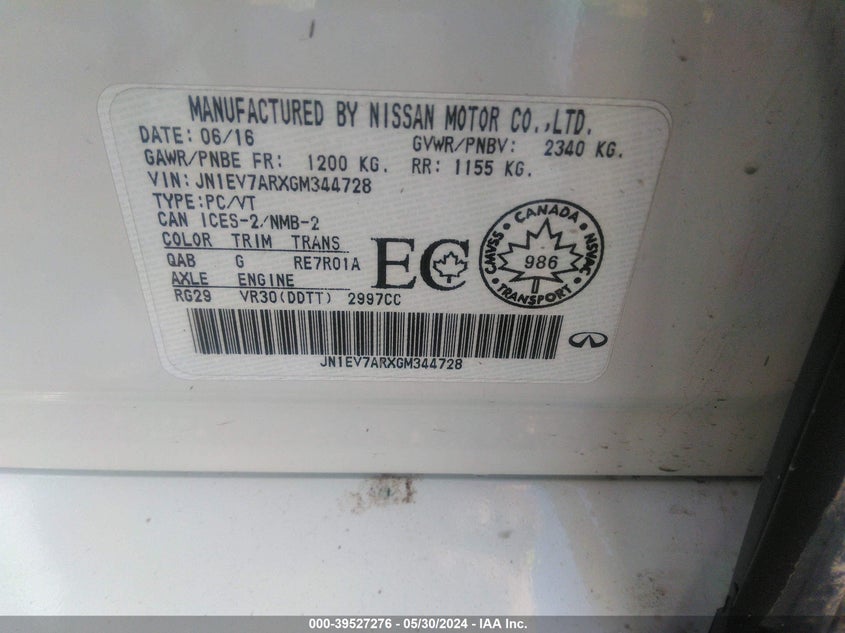 MANUFACTURED BY NISSAN MOTOR CO.,LTD.
DATE: 06/16 GVWR/PNBV: 2340 KG.
GAWR/PNBE FR: 1200 KG. RR: 1155 KG.
VIN: JN1EV7ARXGM344728
TYPE:PC/VT
CAN ICES-2/NMB-2
COLOR TRIM TRANS
QAB G RE7R01A
AXLE ENGINE
RG29 VR30(DDTT) 2997CC
EC
CANADA
CMVSS 986 NSVAC
TRANSPORT
JN1EV7ARXGM344728
000-39527276 - 05/30/2024 - IAA Inc.